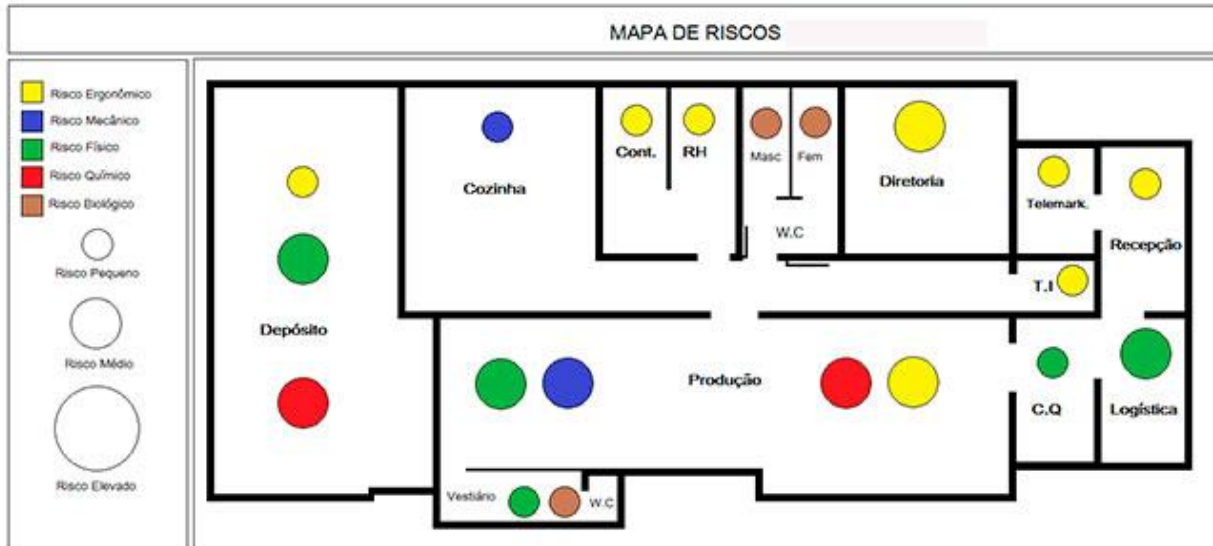 MAPA DE RISCOS
Risco Ergonômico
Risco Mecânico
Risco Físico
Risco Químico
Risco Biológico
Risco Pequeno
Risco Médio
Risco Elevado
Depósito
Cozinha
Cont.
RH
Masc
Fem
W.C
Diretoria
Telemark.
Recepção
T.I
Produção
C.Q
Logística
Vestiário
W.C